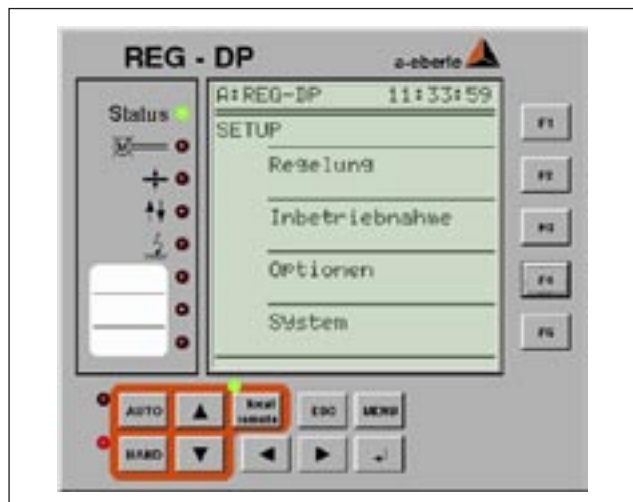 REG - DP
a-eberle
A:REG-DP 11:33:59
Status
SETUP
Regelung
Inbetriebnahme
Optionen
System
F1
F2
F3
F4
F5
AUTO
local
remote
ESC
MENU
HAND